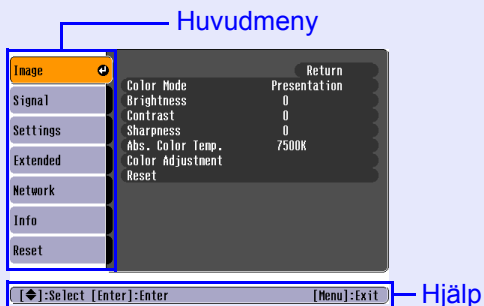 Huvudmeny
Image
Return
Color Mode Presentation
Signal
Brightness 0
Contrast 0
Settings
Sharpness 0
Abs. Color Temp. 7500K
Extended
Color Adjustment
Reset
Network
Info
Reset
[◆]:Select [Enter]:Enter [Menu]:Exit
Hjälp